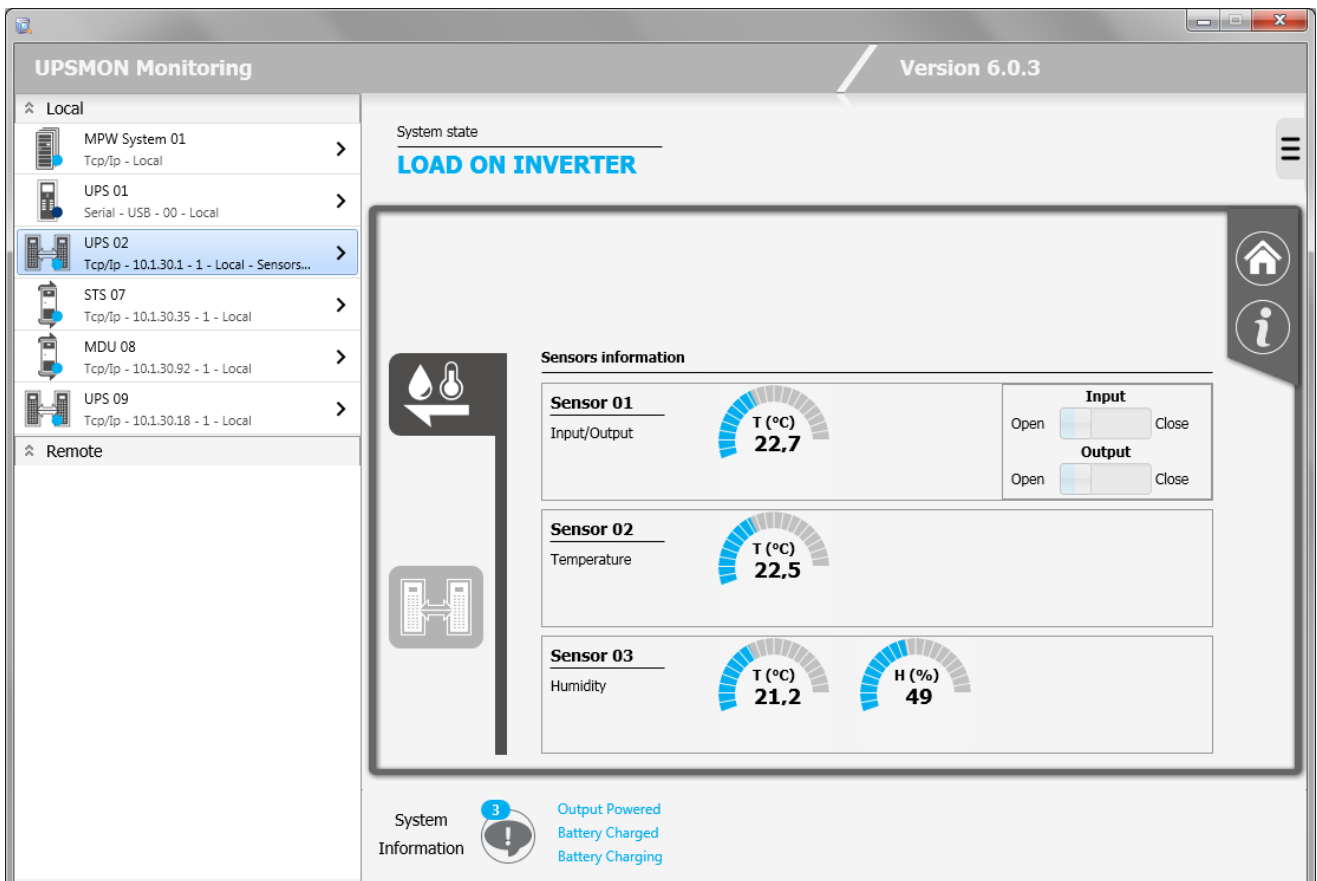 UPSMON Monitoring
Version 6.0.3
Local
MPW System 01
Tcp/Ip - Local
UPS 01
Serial - USB - 00 - Local
UPS 02
Tcp/Ip - 10.1.30.1 - 1 - Local - Sensors...
STS 07
Tcp/Ip - 10.1.30.35 - 1 - Local
MDU 08
Tcp/Ip - 10.1.30.92 - 1 - Local
UPS 09
Tcp/Ip - 10.1.30.18 - 1 - Local
Remote
System state
LOAD ON INVERTER
Sensors information
Sensor 01
Input/Output
T (°C)
22,7
Input
Open Close
Output
Open Close
Sensor 02
Temperature
T (°C)
22,5
Sensor 03
Humidity
T (°C)
21,2
H (%)
49
System
Information
3
Output Powered
Battery Charged
Battery Charging